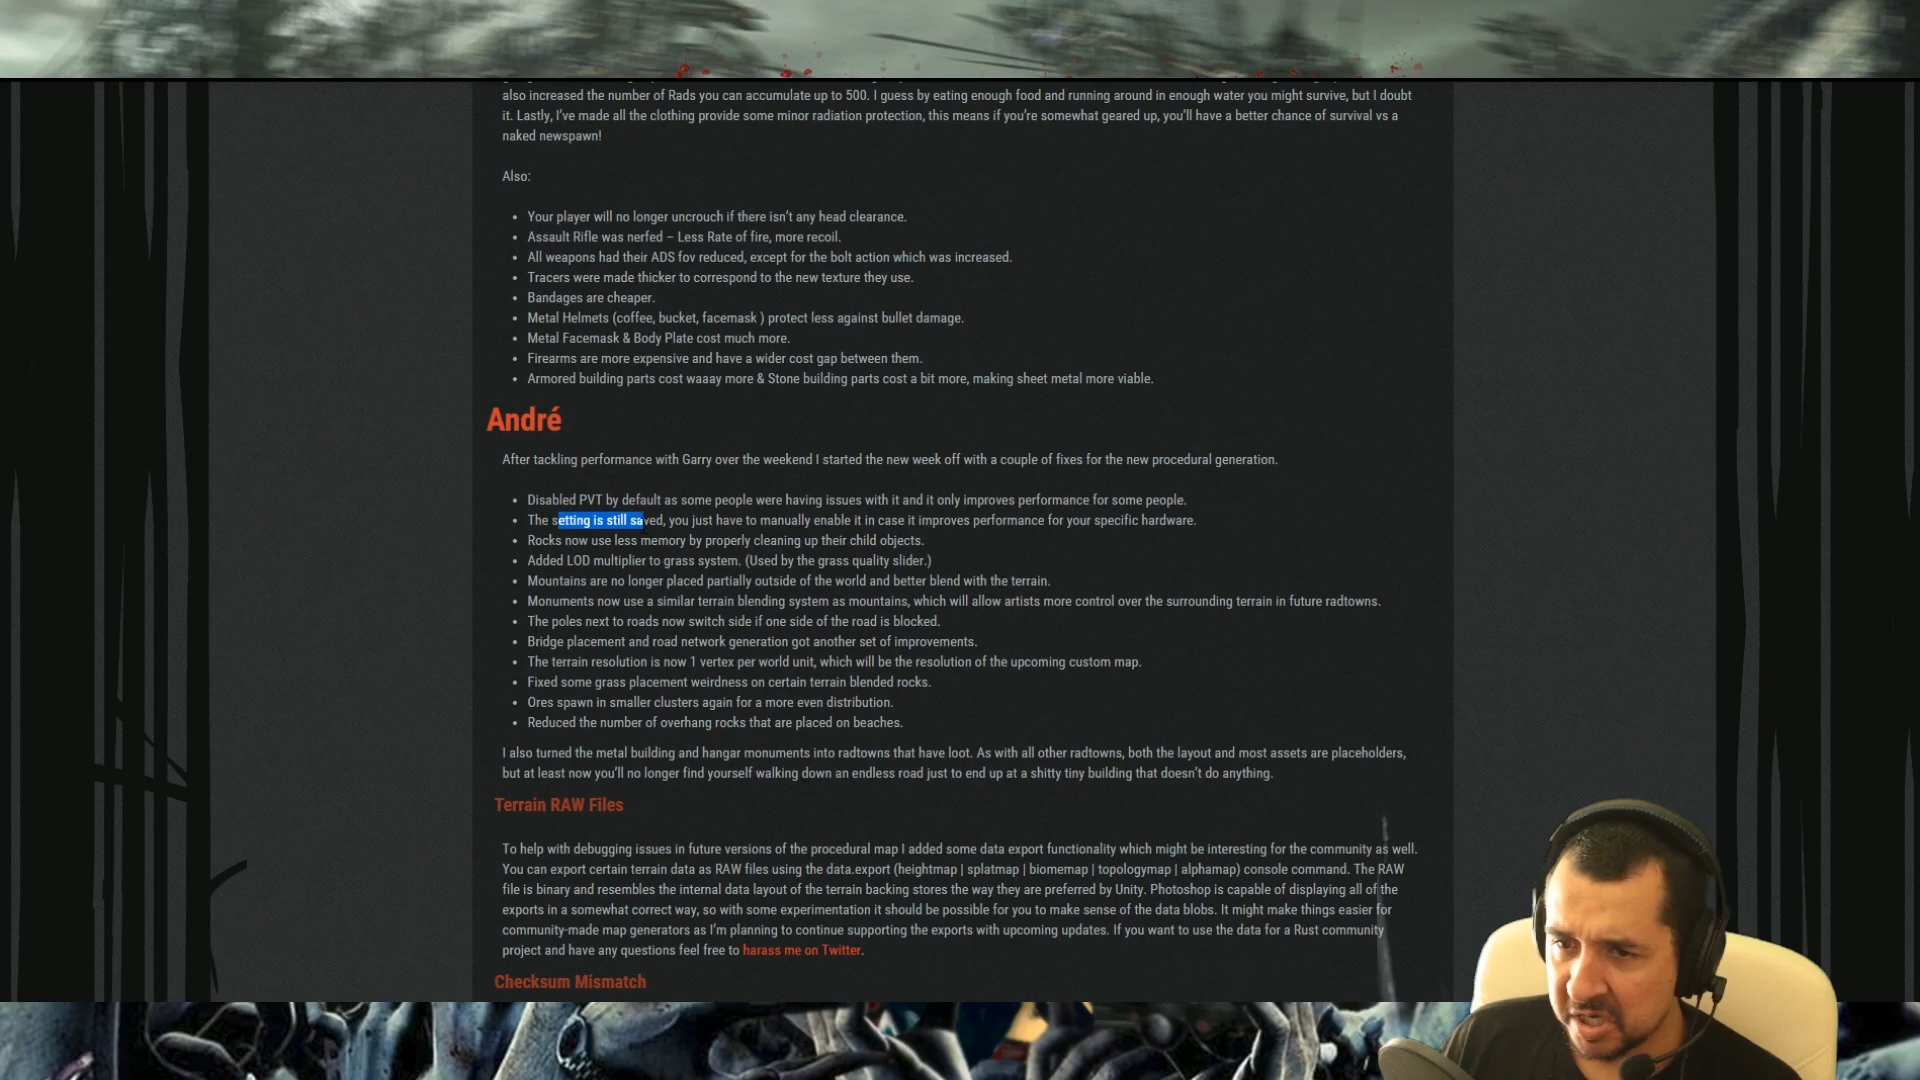 also increased the number of Rads you can accumulate up to 500. I guess by eating enough food and running around in enough water you might survive, but I doubt
it. Lastly, I've made all the clothing provide some minor radiation protection, this means if you're somewhat geared up, you'll have a better chance of survival vs a
naked newspawn!
Also:
• Your player will no longer uncrouch if there isn't any head clearance.
• Assault Rifle was nerfed – Less Rate of fire, more recoil.
• All weapons had their ADS fov reduced, except for the bolt action which was increased.
• Tracers were made thicker to correspond to the new texture they use.
• Bandages are cheaper.
• Metal Helmets (coffee, bucket, facemask ) protect less against bullet damage.
• Metal Facemask & Body Plate cost much more.
• Firearms are more expensive and have a wider cost gap between them.
• Armored building parts cost waaay more & Stone building parts cost a bit more, making sheet metal more viable.
André
After tackling performance with Garry over the weekend I started the new week off with a couple of fixes for the new procedural generation.
• Disabled PVT by default as some people were having issues with it and it only improves performance for some people.
• The setting is still saved, you just have to manually enable it in case it improves performance for your specific hardware.
• Rocks now use less memory by properly cleaning up their child objects.
• Added LOD multiplier to grass system. (Used by the grass quality slider.)
• Mountains are no longer placed partially outside of the world and better blend with the terrain.
• Monuments now use a similar terrain blending system as mountains, which will allow artists more control over the surrounding terrain in future radtowns.
• The poles next to roads now switch side if one side of the road is blocked.
• Bridge placement and road network generation got another set of improvements.
• The terrain resolution is now 1 vertex per world unit, which will be the resolution of the upcoming custom map.
• Fixed some grass placement weirdness on certain terrain blended rocks.
• Ores spawn in smaller clusters again for a more even distribution.
• Reduced the number of overhang rocks that are placed on beaches.
I also turned the metal building and hangar monuments into radtowns that have loot. As with all other radtowns, both the layout and most assets are placeholders,
but at least now you'll no longer find yourself walking down an endless road just to end up at a shitty tiny building that doesn't do anything.
Terrain RAW Files
To help with debugging issues in future versions of the procedural map I added some data export functionality which might be interesting for the community as well.
You can export certain terrain data as RAW files using the data.export (heightmap | splatmap | biomemap | topologymap | alphamap) console command. The RAW
file is binary and resembles the internal data layout of the terrain backing stores the way they are preferred by Unity. Photoshop is capable of displaying all of the
exports in a somewhat correct way, so with some experimentation it should be possible for you to make sense of the data blobs. It might make things easier for
community-made map generators as I'm planning to continue supporting the exports with upcoming updates. If you want to use the data for a Rust community
project and have any questions feel free to harass me on Twitter.
Checksum Mismatch